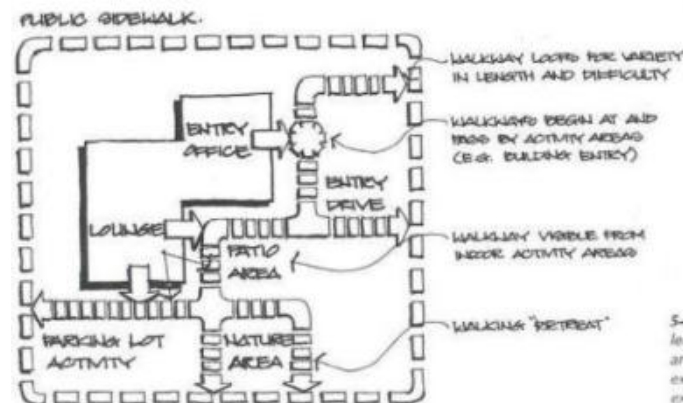 PUBLIC SIDEWALK.
WALKWAY LOOPS FOR VARIETY
IN LENGTH AND DIFFICULTY
ENTRY
OFFICE
WALKWAYS BEGIN AT AND
PASS BY ACTIVITY AREAS
(E.G. BUILDING ENTRY)
ENTRY
DRIVE
LOUNGE
PATIO
AREA
WALKWAY VISIBLE FROM
INDOOR ACTIVITY AREAS
PARKING LOT
ACTIVITY
NATURE
AREA
WALKING "RETREAT"